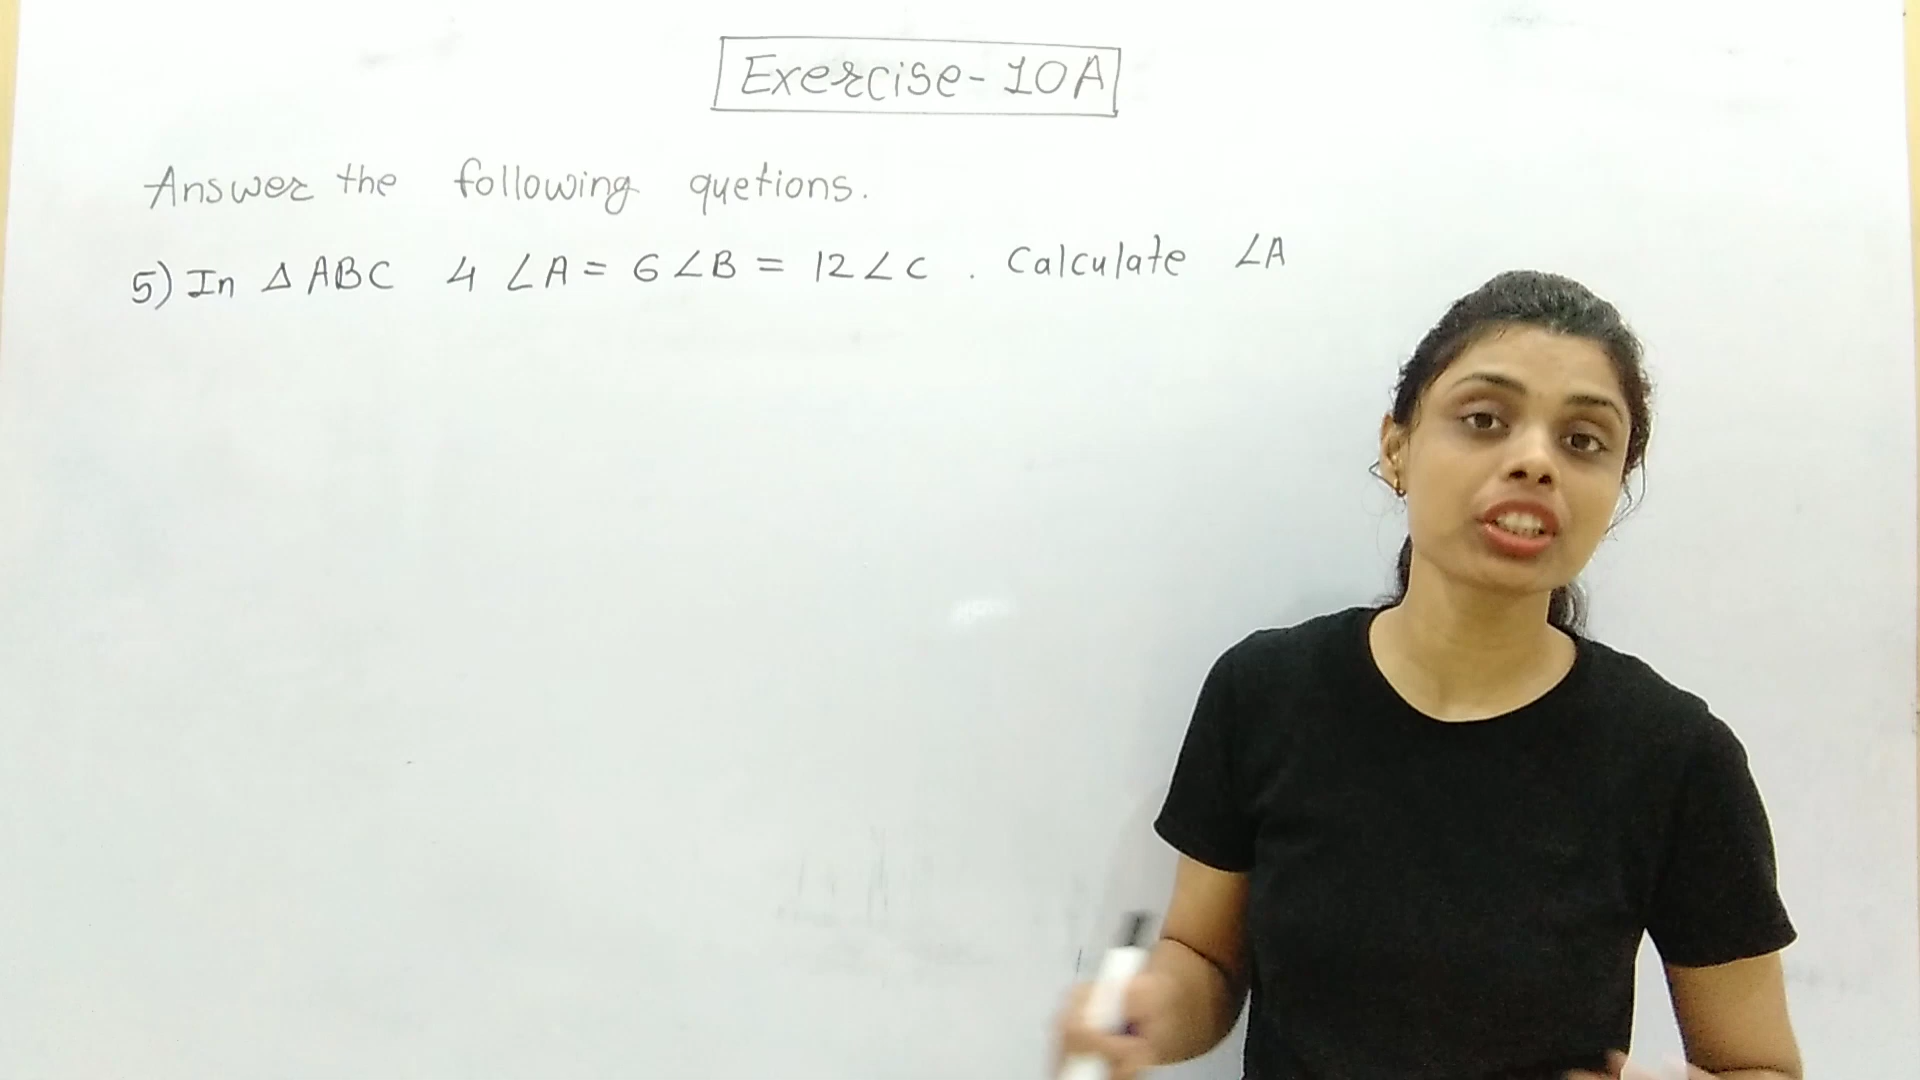 Exercise-10A
Answer the following quetions.
5) In △ ABC 4 ∠A = 6 ∠B = 12 ∠C . Calculate ∠A